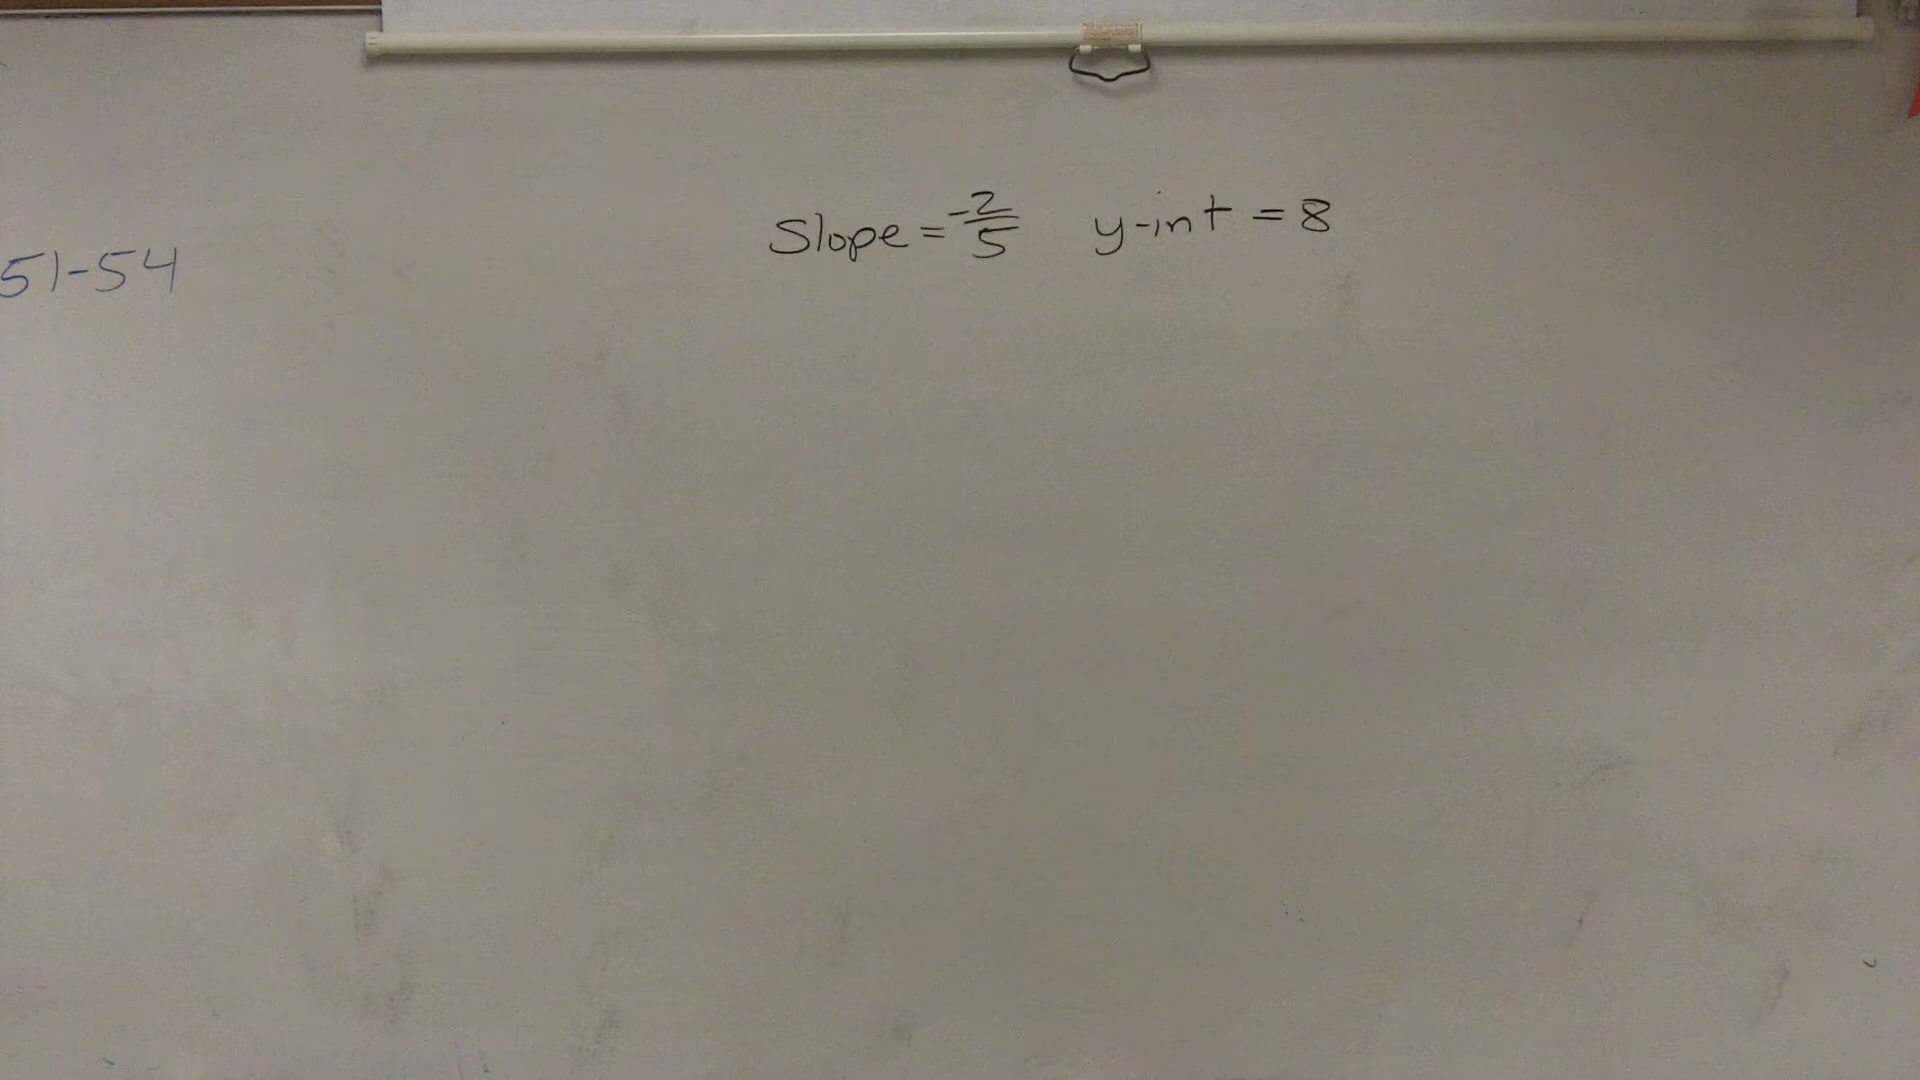 Slope = -2/5 y-int = 8
51-54